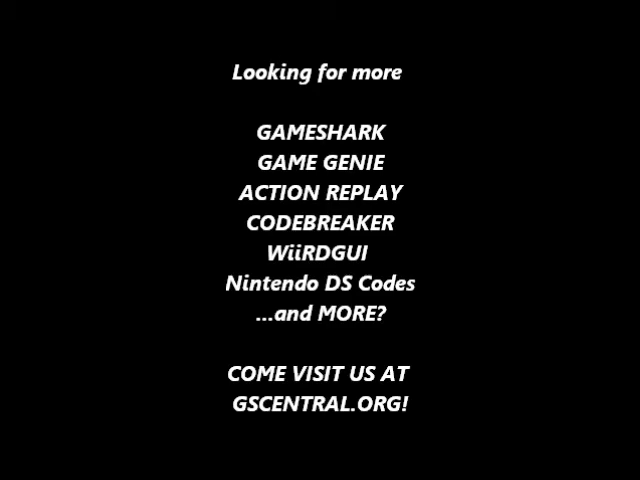 Looking for more
GAMESHARK
GAME GENIE
ACTION REPLAY
CODEBREAKER
WiiRDGUI
Nintendo DS Codes
...and MORE?
COME VISIT US AT
GSCENTRAL.ORG!